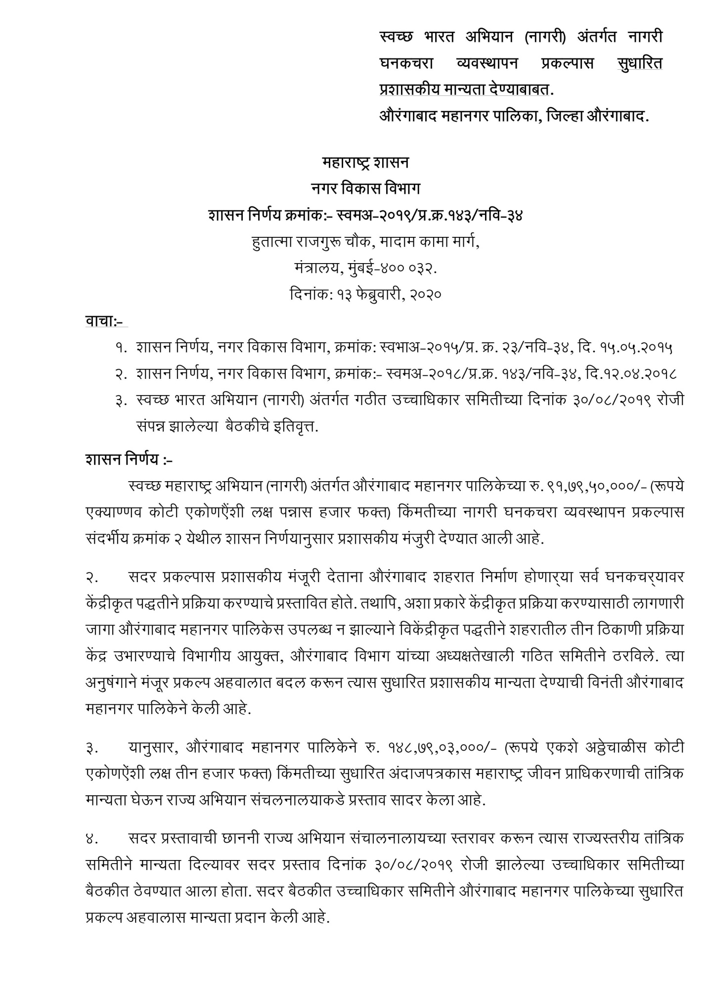 स्वच्छ भारत अभियान (नागरी) अंतर्गत नागरी
घनकचरा व्यवस्थापन प्रकल्पास सुधारित
प्रशासकीय मान्यता देण्याबाबत.
औरंगाबाद महानगर पालिका, जिल्हा औरंगाबाद.
महाराष्ट्र शासन
नगर विकास विभाग
शासन निर्णय क्रमांक:- स्वमअ-२०१९/प्र.क्र.१४३/नवि-३४
हुतात्मा राजगुरू चौक, मादाम कामा मार्ग,
मंत्रालय, मुंबई-४०० ०३२.
दिनांक: १३ फेब्रुवारी, २०२०
वाचा:-
१. शासन निर्णय, नगर विकास विभाग, क्रमांक: स्वभाअ-२०१५/प्र. क्र. २३/नवि-३४, दि. १५.०५.२०१५
२. शासन निर्णय, नगर विकास विभाग, क्रमांक:- स्वमअ-२०१८/प्र.क्र. १४३/नवि-३४, दि.१२.०४.२०१८
३. स्वच्छ भारत अभियान (नागरी) अंतर्गत गठीत उच्चाधिकार समितीच्या दिनांक ३०/०८/२०१९ रोजी
संपन्न झालेल्या बैठकीचे इतिवृत्त.
शासन निर्णय :-
स्वच्छ महाराष्ट्र अभियान (नागरी) अंतर्गत औरंगाबाद महानगर पालिकेच्या रु. ९१,७९,५०,०००/- (रूपये
एक्याण्णव कोटी एकोणऐंशी लक्ष पन्नास हजार फक्त) किंमतीच्या नागरी घनकचरा व्यवस्थापन प्रकल्पास
संदर्भीय क्रमांक २ येथील शासन निर्णयानुसार प्रशासकीय मंजुरी देण्यात आली आहे.
२. सदर प्रकल्पास प्रशासकीय मंजूरी देताना औरंगाबाद शहरात निर्माण होणाऱ्या सर्व घनकचऱ्यावर
केंद्रीकृत पद्धतीने प्रक्रिया करण्याचे प्रस्तावित होते. तथापि, अशा प्रकारे केंद्रीकृत प्रक्रिया करण्यासाठी लागणारी
जागा औरंगाबाद महानगर पालिकेस उपलब्ध न झाल्याने विकेंद्रीकृत पद्धतीने शहरातील तीन ठिकाणी प्रक्रिया
केंद्र उभारण्याचे विभागीय आयुक्त, औरंगाबाद विभाग यांच्या अध्यक्षतेखाली गठित समितीने ठरविले. त्या
अनुषंगाने मंजूर प्रकल्प अहवालात बदल करून त्यास सुधारित प्रशासकीय मान्यता देण्याची विनंती औरंगाबाद
महानगर पालिकेने केली आहे.
३. यानुसार, औरंगाबाद महानगर पालिकेने रु. १४८,७९,०३,०००/- (रूपये एकशे अठ्ठेचाळीस कोटी
एकोणऐंशी लक्ष तीन हजार फक्त) किंमतीच्या सुधारित अंदाजपत्रकास महाराष्ट्र जीवन प्राधिकरणाची तांत्रिक
मान्यता घेऊन राज्य अभियान संचलनालयाकडे प्रस्ताव सादर केला आहे.
४. सदर प्रस्तावाची छाननी राज्य अभियान संचालनालायच्या स्तरावर करून त्यास राज्यस्तरीय तांत्रिक
समितीने मान्यता दिल्यावर सदर प्रस्ताव दिनांक ३०/०८/२०१९ रोजी झालेल्या उच्चाधिकार समितीच्या
बैठकीत ठेवण्यात आला होता. सदर बैठकीत उच्चाधिकार समितीने औरंगाबाद महानगर पालिकेच्या सुधारित
प्रकल्प अहवालास मान्यता प्रदान केली आहे.